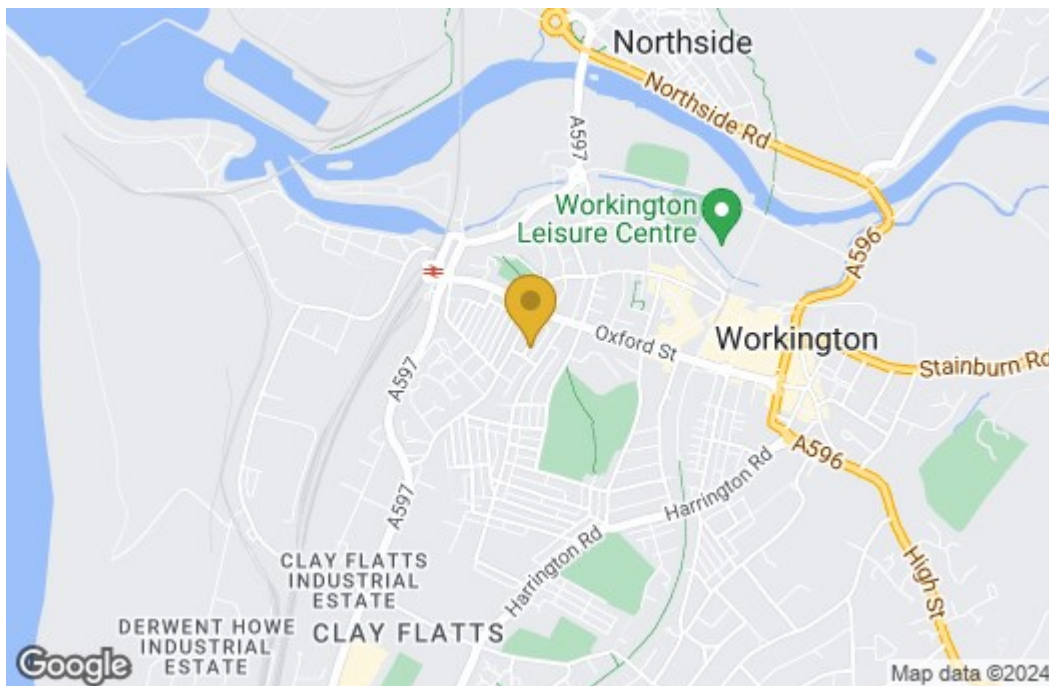 Northside
Northside Rd
A597
Workington
Leisure Centre
A596
Oxford St
Workington
Stainburn Rd
A597
A596
Harrington Rd
A597
Harrington Rd
High St
CLAY FLATTS
INDUSTRIAL
ESTATE
DERWENT HOWE
INDUSTRIAL
ESTATE
CLAY FLATTS
Google
Map data ©2024